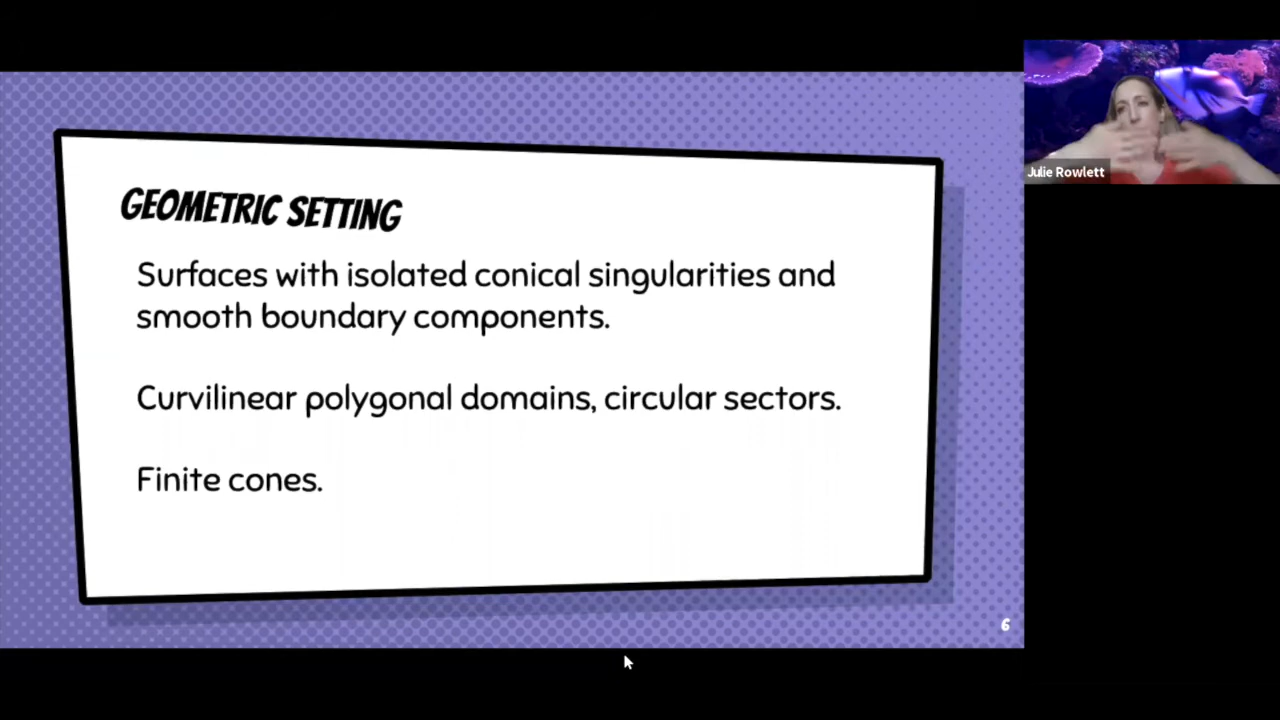 GEOMETRIC SETTING
Surfaces with isolated conical singularities and
smooth boundary components.
Curvilinear polygonal domains, circular sectors.
Finite cones.
6
Julie Rowlett